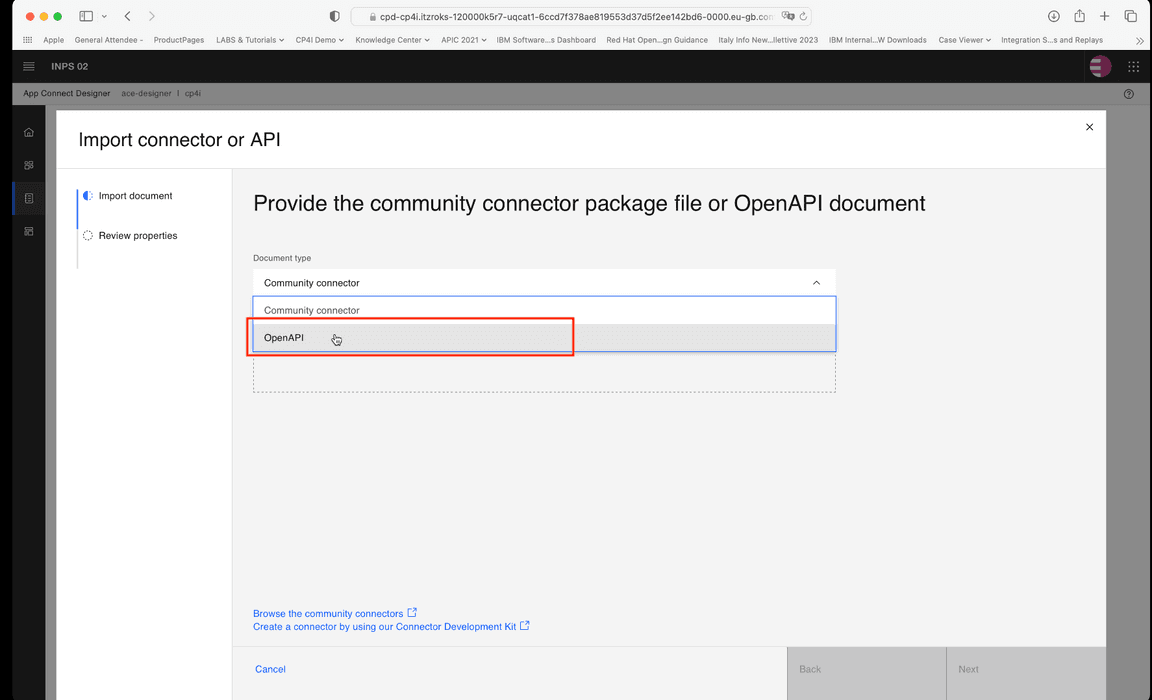 cpd-cp4i.itzroks-120000k5r7-uqcat1-6ccd7f378ae819553d37d5f2ee142bd6-0000.eu-gb.con
Apple General Attendee - ProductPages LABS & Tutorials CP4I Demo Knowledge Center APIC 2021 IBM Software...s Dashboard Red Hat Open...gn Guidance Italy Info New...llettive 2023 IBM Internal...W Downloads Case Viewer Integration S...s and Replays
INPS 02
App Connect Designer ace-designer | cp4i
Import connector or API
Import document
Review properties
Provide the community connector package file or OpenAPI document
Document type
Community connector
Community connector
OpenAPI
Browse the community connectors
Create a connector by using our Connector Development Kit
Cancel
Back
Next